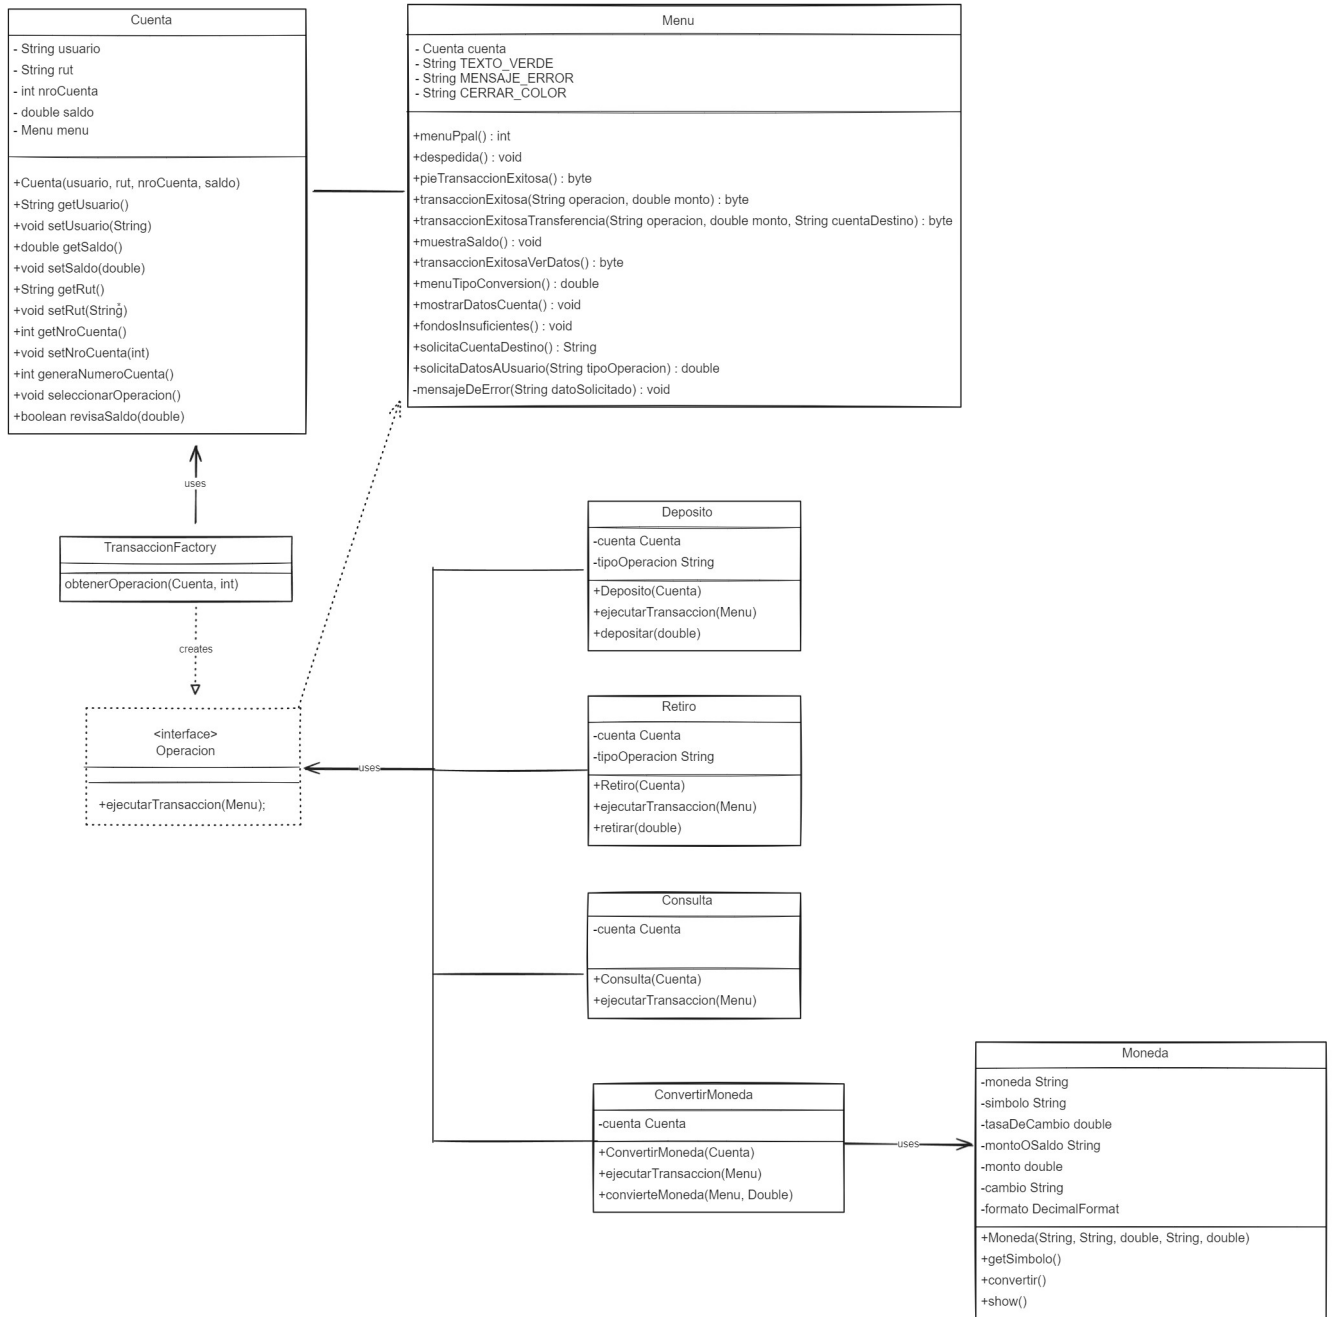 Cuenta
- String usuario
- String rut
- int nroCuenta
- double saldo
- Menu menu
+Cuenta(usuario, rut, nroCuenta, saldo)
+String getUsuario()
+void setUsuario(String)
+double getSaldo()
+void setSaldo(double)
+String getRut()
+void setRut(String)
+int getNroCuenta()
+void setNroCuenta(int)
+int generaNumeroCuenta()
+void seleccionarOperacion()
+boolean revisaSaldo(double)
Menu
- Cuenta cuenta
- String TEXTO_VERDE
- String MENSAJE_ERROR
- String CERRAR_COLOR
+menuPpal() : int
+despedida() : void
+pieTransaccionExitosa() : byte
+transaccionExitosa(String operacion, double monto) : byte
+transaccionExitosaTransferencia(String operacion, double monto, String cuentaDestino) : byte
+muestraSaldo() : void
+transaccionExitosaVerDatos() : byte
+menuTipoConversion() : double
+mostrarDatosCuenta() : void
+fondosInsuficientes() : void
+solicitaCuentaDestino() : String
+solicitaDatosAUsuario(String tipoOperacion) : double
-mensajeDeError(String datoSolicitado) : void
uses
TransaccionFactory
obtenerOperacion(Cuenta, int)
creates
<interface>
Operacion
+ejecutarTransaccion(Menu);
uses
Deposito
-cuenta Cuenta
-tipoOperacion String
+Deposito(Cuenta)
+ejecutarTransaccion(Menu)
+depositar(double)
Retiro
-cuenta Cuenta
-tipoOperacion String
+Retiro(Cuenta)
+ejecutarTransaccion(Menu)
+retirar(double)
Consulta
-cuenta Cuenta
+Consulta(Cuenta)
+ejecutarTransaccion(Menu)
ConvertirMoneda
-cuenta Cuenta
+ConvertirMoneda(Cuenta)
+ejecutarTransaccion(Menu)
+convierteMoneda(Menu, Double)
uses
Moneda
-moneda String
-simbolo String
-tasaDeCambio double
-montoOSaldo String
-monto double
-cambio String
-formato DecimalFormat
+Moneda(String, String, double, String, double)
+getSimbolo()
+convertir()
+show()